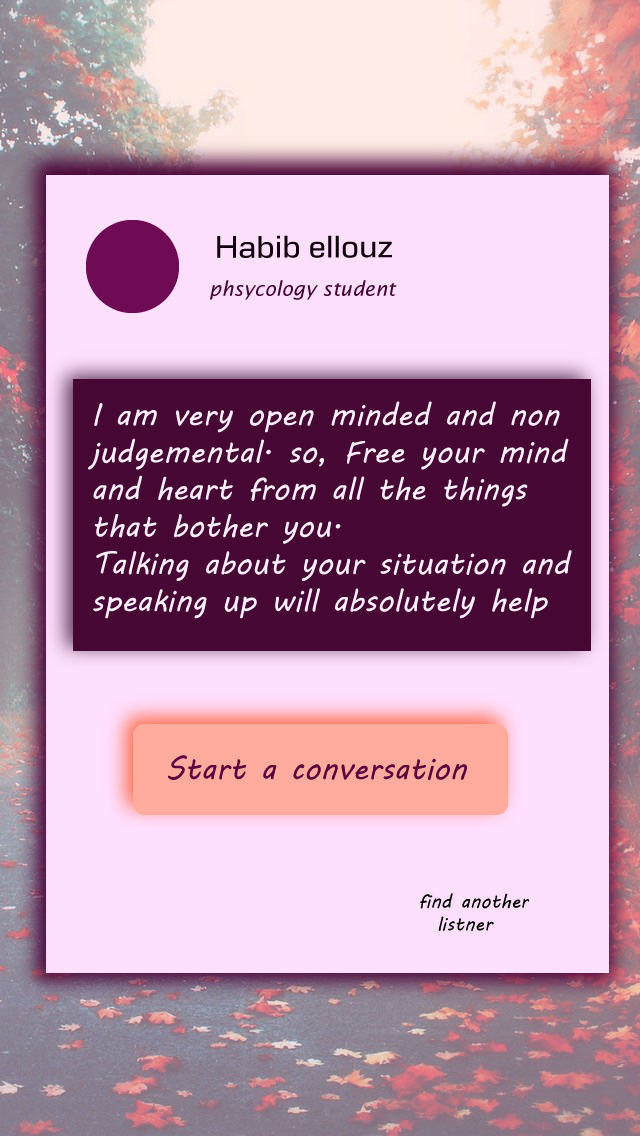 Habib ellouz
phsycology student
I am very open minded and non
judgemental. so, Free your mind
and heart from all the things
that bother you.
Talking about your situation and
speaking up will absolutely help
Start a conversation
find another
listner